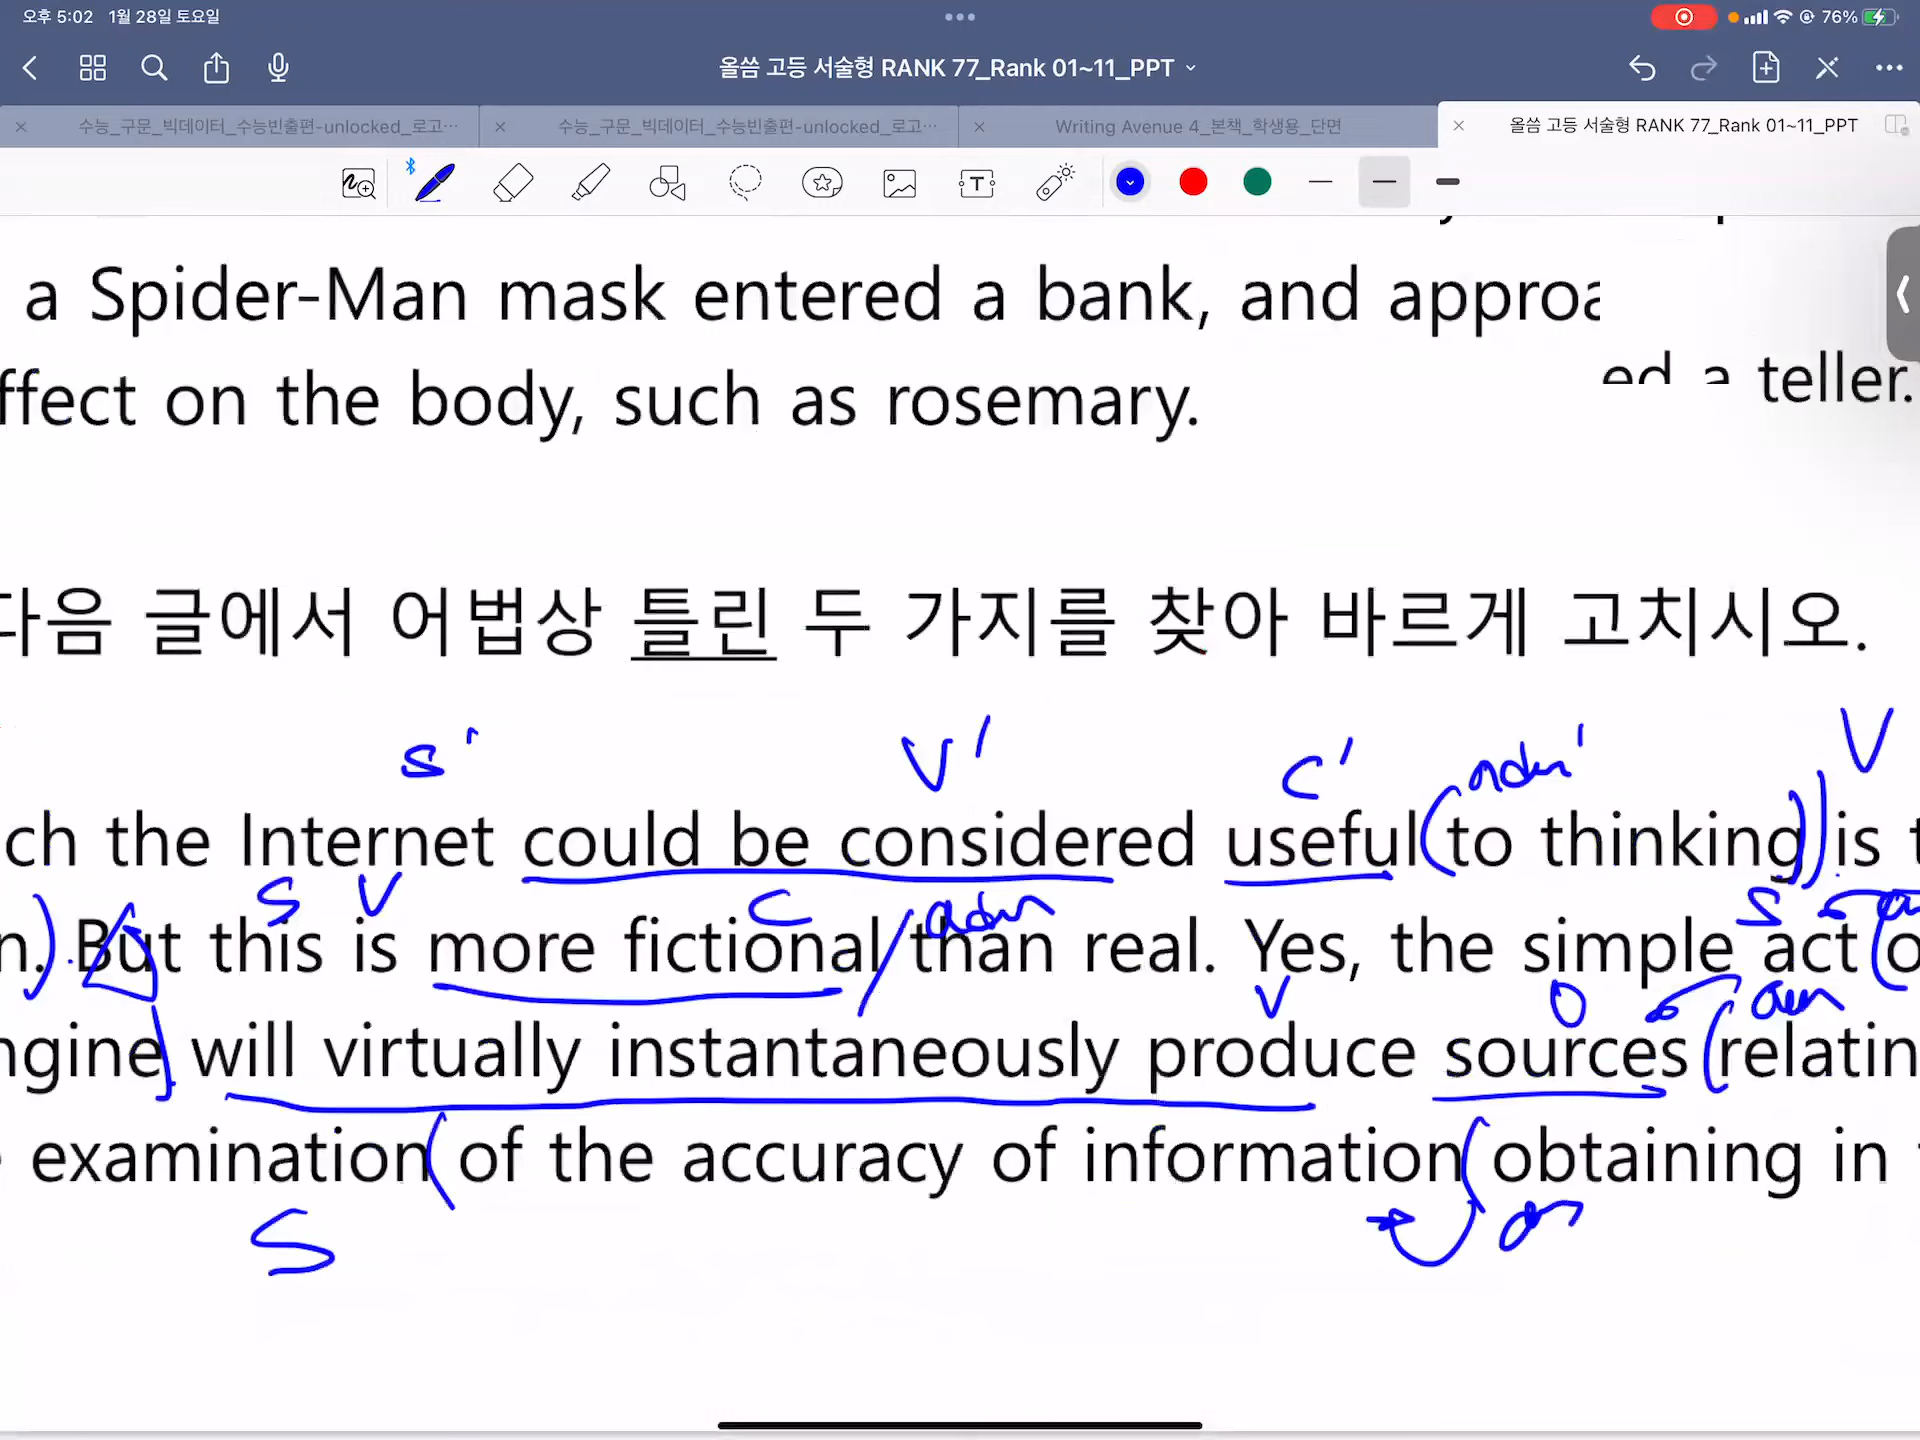 오후 5:02 1월 28일 토요일
76%
올씀 고등 서술형 RANK 77_Rank 01~11_PPT
수능_구문_빅데이터_수능빈출편-unlocked_로고…
수능_구문_빅데이터_수능빈출편-unlocked_로고…
Writing Avenue 4_본책_학생용_단면
올씀 고등 서술형 RANK 77_Rank 01~11_PPT
a Spider-Man mask entered a bank, and approa
ed a teller.
ffect on the body, such as rosemary.
다음 글에서 어법상 틀린 두 가지를 찾아 바르게 고치시오.
S' V' C' V
ch the Internet could be considered useful (to thinking)) is t
S V C S
n.) But this is more fictional / than real. Yes, the simple act (o
V O
ngine) will virtually instantaneously produce sources (relatin
examination (of the accuracy of information (obtaining in
S